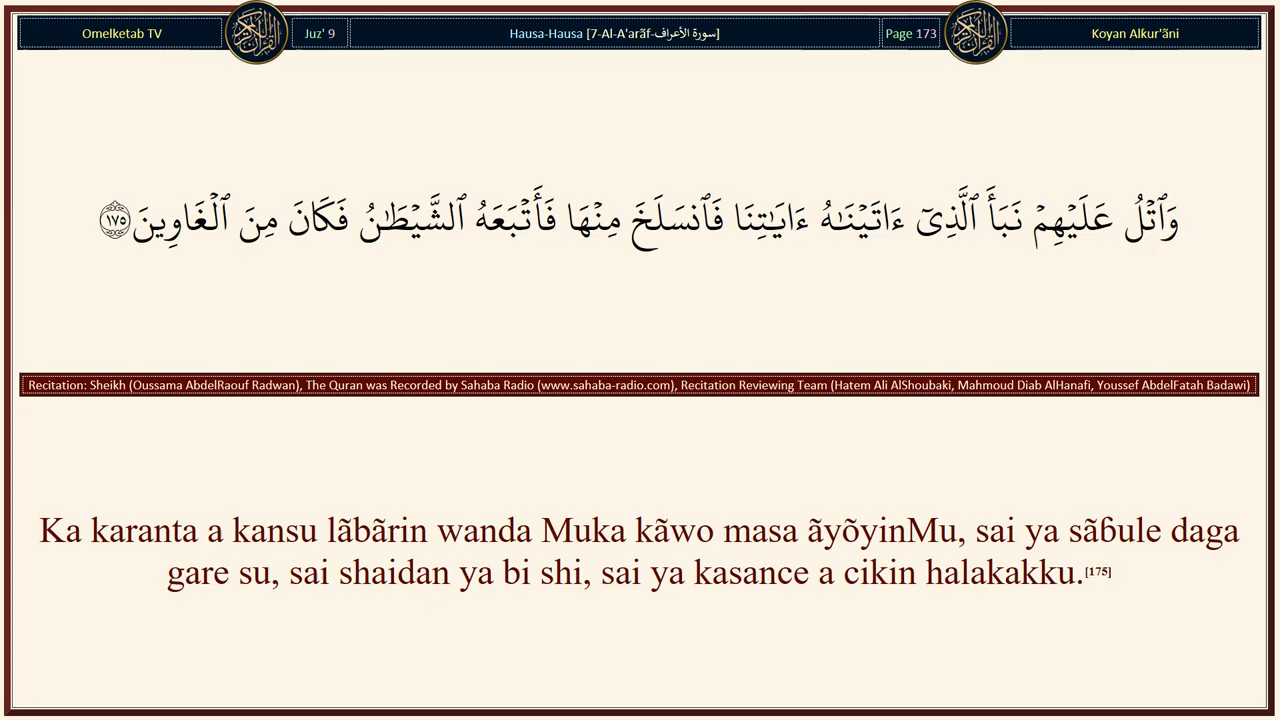 Omelketab TV
Juz' 9
Hausa-Hausa [7-Al-A'arãf-سورة الأعراف]
Page 173
Koyan Alƙur'ãni
وَٱتۡلُ عَلَيۡهِمۡ نَبَأَ ٱلَّذِىٓ ءَاتَيۡنَـٰهُ ءَايَـٰتِنَا فَٱنسَلَخَ مِنۡهَا فَأَتۡبَعَهُ ٱلشَّيۡطَـٰنُ فَكَانَ مِنَ ٱلۡغَاوِينَ ١٧٥
Recitation: Sheikh (Oussama AbdelRaouf Radwan), The Quran was Recorded by Sahaba Radio (www.sahaba-radio.com), Recitation Reviewing Team (Hatem Ali AlShoubaki, Mahmoud Diab AlHanafi, Youssef AbdelFatah Badawi)
Ka karanta a kansu lãbãrin wanda Muka kãwo masa ãyõyinMu, sai ya sãɓule daga
gare su, sai shaidan ya bi shi, sai ya kasance a cikin halakakku.[175]